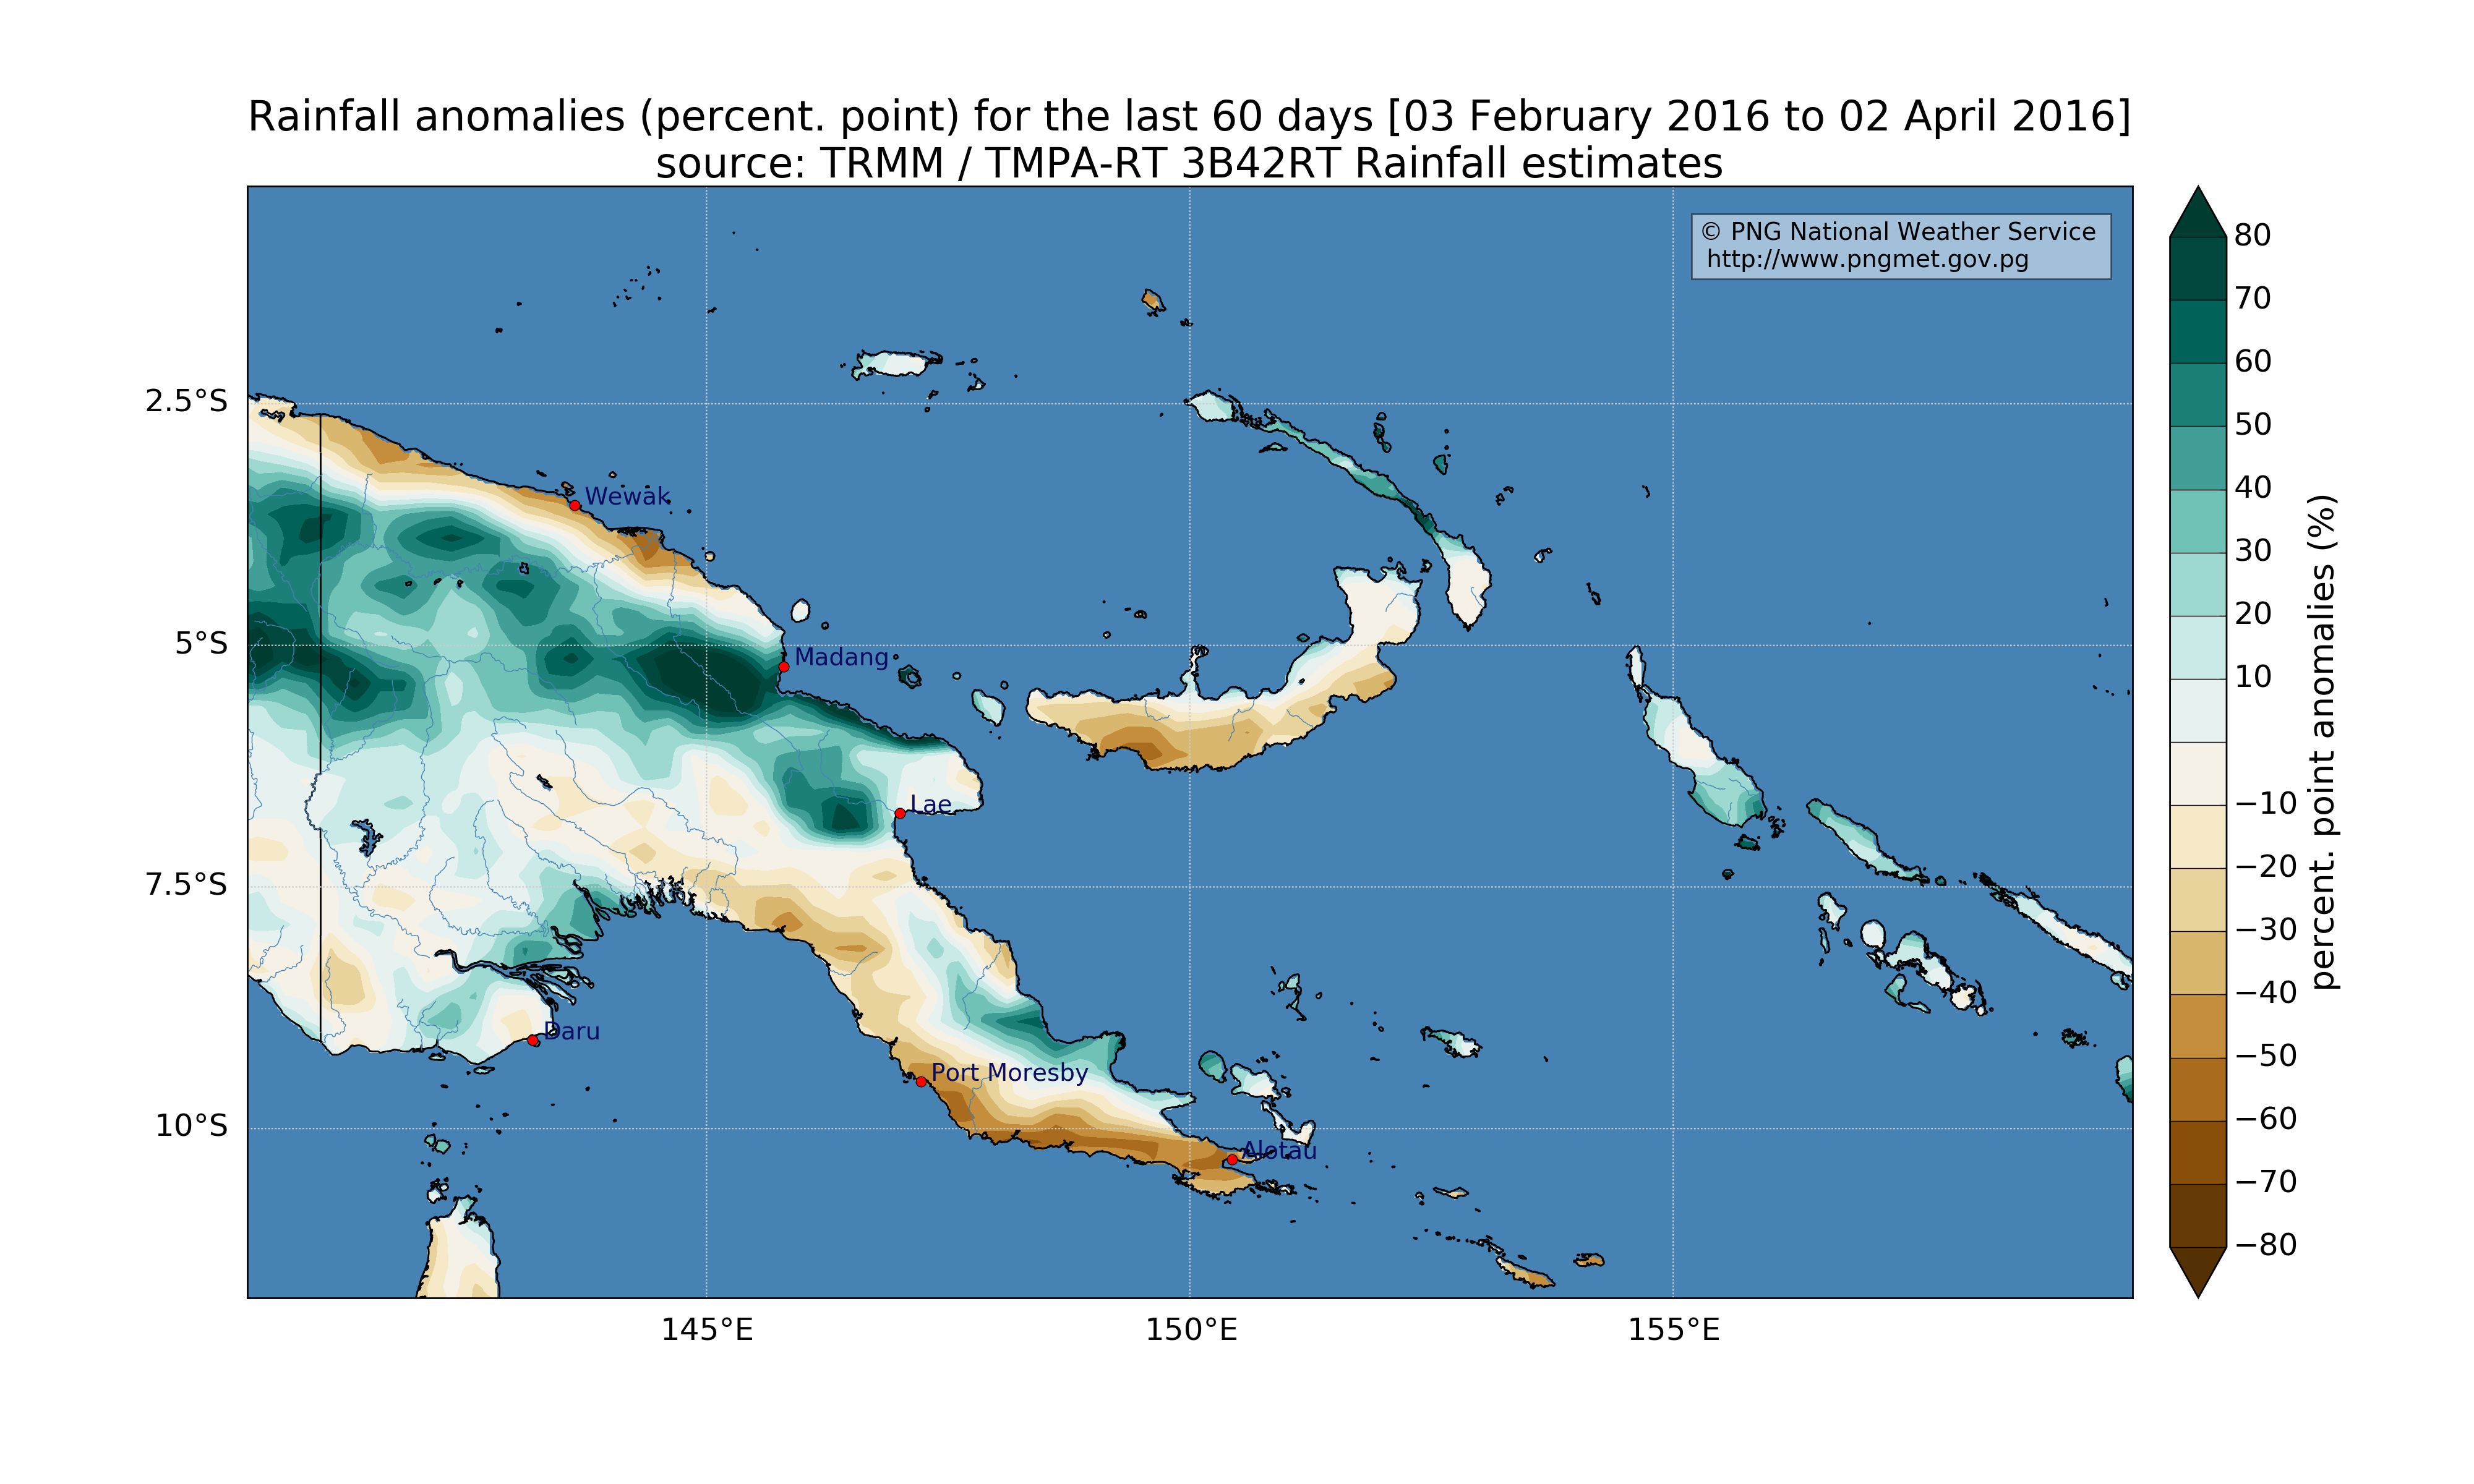 Rainfall anomalies (percent. point) for the last 60 days [03 February 2016 to 02 April 2016]
source: TRMM / TMPA-RT 3B42RT Rainfall estimates
© PNG National Weather Service
http://www.pngmet.gov.pg
2.5°S
5°S
7.5°S
10°S
145°E
150°E
155°E
Wewak
Madang
Lae
Daru
Port Moresby
Alotau
80
70
60
50
40
30
20
10
−10
−20
−30
−40
−50
−60
−70
−80
percent. point anomalies (%)